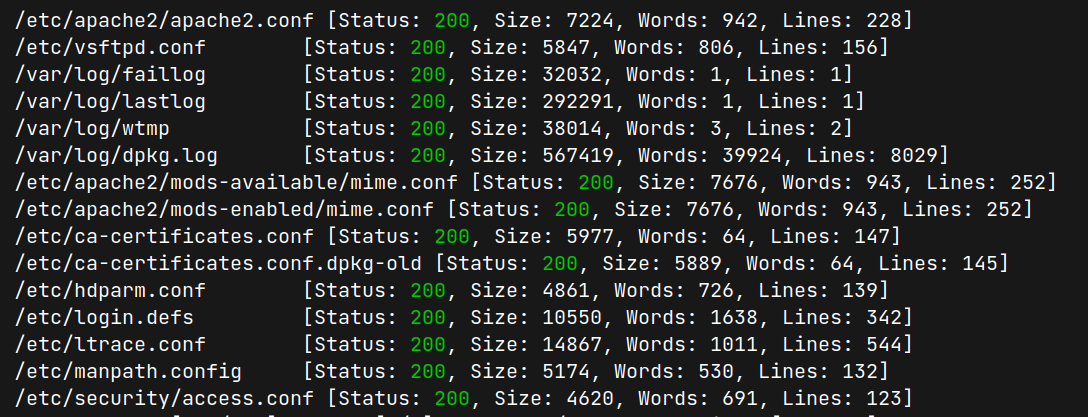 /etc/apache2/apache2.conf [Status: 200, Size: 7224, Words: 942, Lines: 228]
/etc/vsftpd.conf [Status: 200, Size: 5847, Words: 806, Lines: 156]
/var/log/faillog [Status: 200, Size: 32032, Words: 1, Lines: 1]
/var/log/lastlog [Status: 200, Size: 292291, Words: 1, Lines: 1]
/var/log/wtmp [Status: 200, Size: 38014, Words: 3, Lines: 2]
/var/log/dpkg.log [Status: 200, Size: 567419, Words: 39924, Lines: 8029]
/etc/apache2/mods-available/mime.conf [Status: 200, Size: 7676, Words: 943, Lines: 252]
/etc/apache2/mods-enabled/mime.conf [Status: 200, Size: 7676, Words: 943, Lines: 252]
/etc/ca-certificates.conf [Status: 200, Size: 5977, Words: 64, Lines: 147]
/etc/ca-certificates.conf.dpkg-old [Status: 200, Size: 5889, Words: 64, Lines: 145]
/etc/hdparm.conf [Status: 200, Size: 4861, Words: 726, Lines: 139]
/etc/login.defs [Status: 200, Size: 10550, Words: 1638, Lines: 342]
/etc/ltrace.conf [Status: 200, Size: 14867, Words: 1011, Lines: 544]
/etc/manpath.config [Status: 200, Size: 5174, Words: 530, Lines: 132]
/etc/security/access.conf [Status: 200, Size: 4620, Words: 691, Lines: 123]